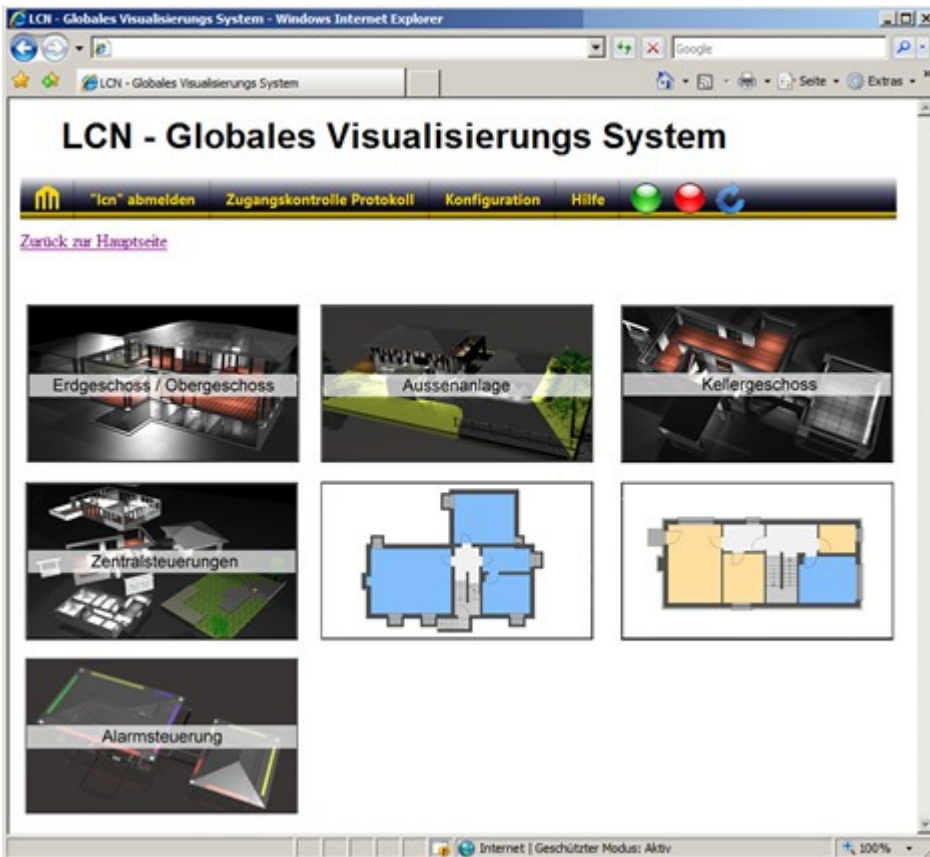 LCN - Globales Visualisierungs System - Windows Internet Explorer
Google
LCN - Globales Visualisierungs System
Seite
Extras
LCN - Globales Visualisierungs System
"lcn" abmelden Zugangskontrolle Protokoll Konfiguration Hilfe
Zurück zur Hauptseite
Erdgeschoss / Obergeschoss
Aussenanlage
Kellergeschoss
Zentralsteuerungen
Alarmsteuerung
Internet | Geschützter Modus: Aktiv
100%